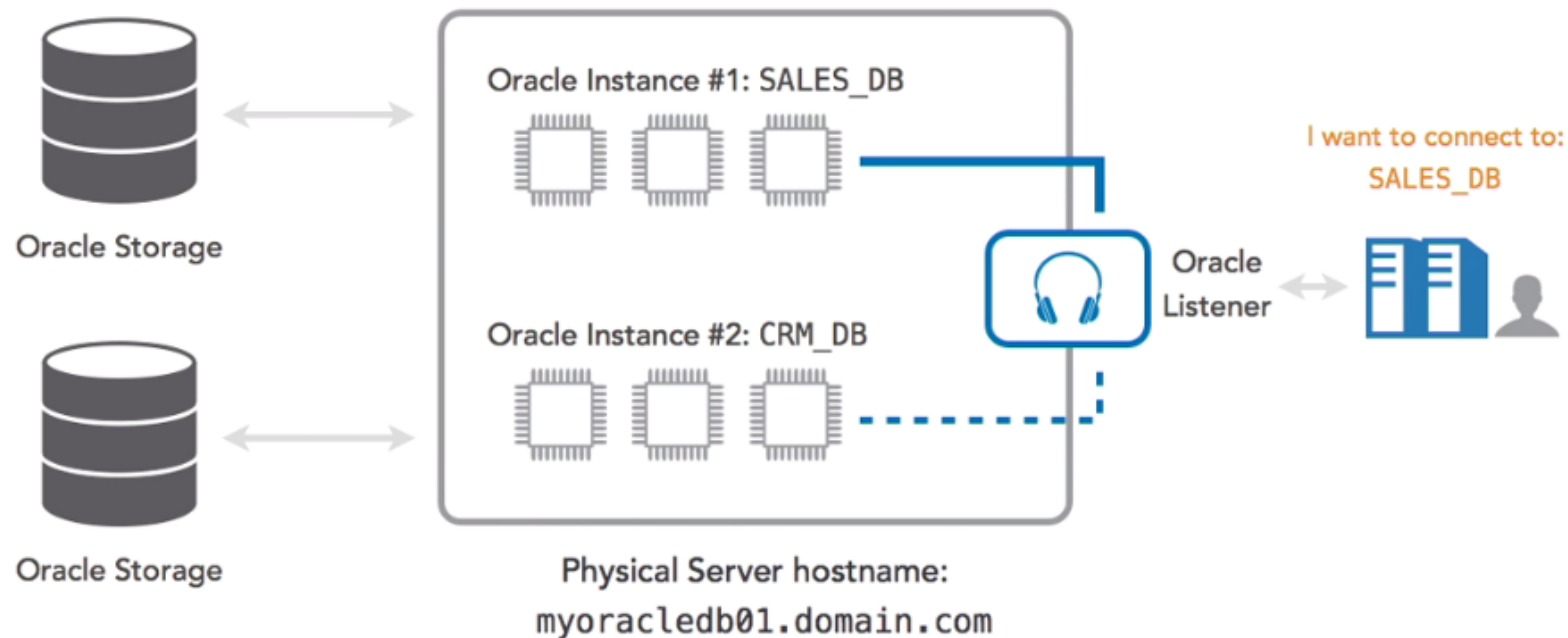 Oracle Instance #1: SALES_DB
I want to connect to:
SALES_DB
Oracle Storage
Oracle
Listener
Oracle Instance #2: CRM_DB
Oracle Storage
Physical Server hostname:
myoracledb01.domain.com